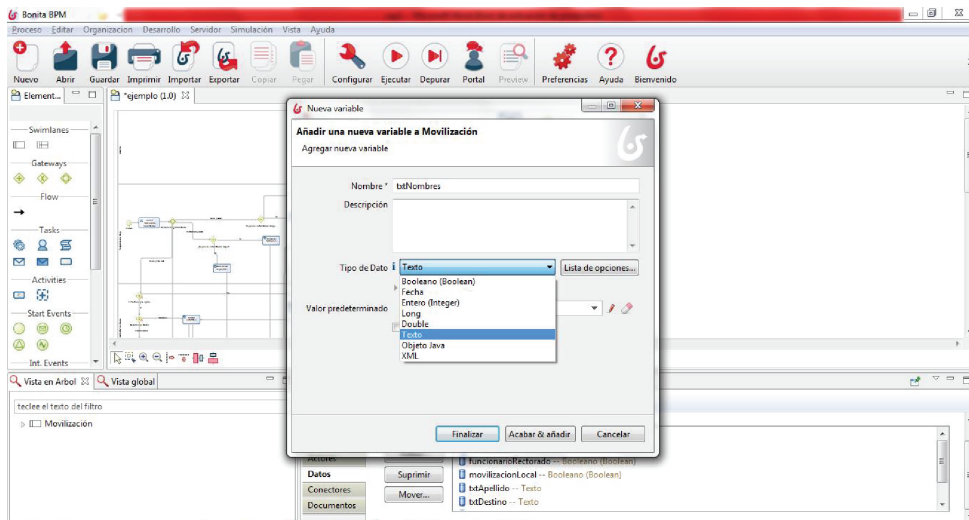 Bonita BPM
Proceso Editar Organizacion Desarrollo Servidor Simulación Vista Ayuda
Nuevo Abrir Guardar Imprimir Importar Exportar Copiar Pegar Configurar Ejecutar Depurar Portal Preview Preferencias Ayuda Bienvenido
Element...
*ejemplo (1.0)
Swimlanes
Gateways
Flow
Tasks
Activities
Start Events
Int. Events
Nueva variable
Añadir una nueva variable a Movilización
Agregar nueva variable
Nombre * txtNombres
Descripción
Tipo de Dato Texto Lista de opciones...
Booleano (Boolean)
Fecha
Entero (Integer)
Long
Double
Texto
Objeto Java
XML
Valor predeterminado
Finalizar Acabar & añadir Cancelar
Vista en Arbol Vista global
teclee el texto del filtro
Movilización
Actores
Datos
Conectores
Documentos
Suprimir
Mover...
funcionarioRectorado -- Booleano (Boolean)
movilizacionLocal -- Booleano (Boolean)
txtApellido -- Texto
txtDestino -- Texto